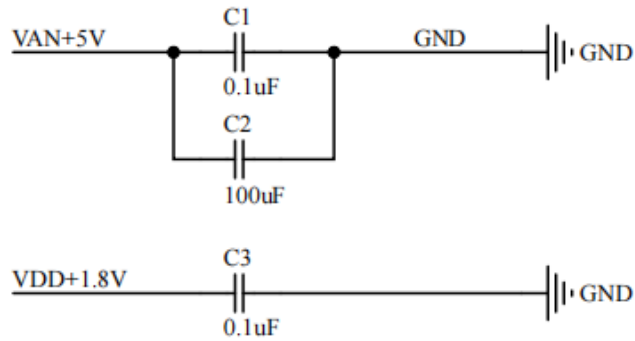 C1
VAN+5V
GND
GND
0.1uF
C2
100uF
C3
VDD+1.8V
GND
0.1uF